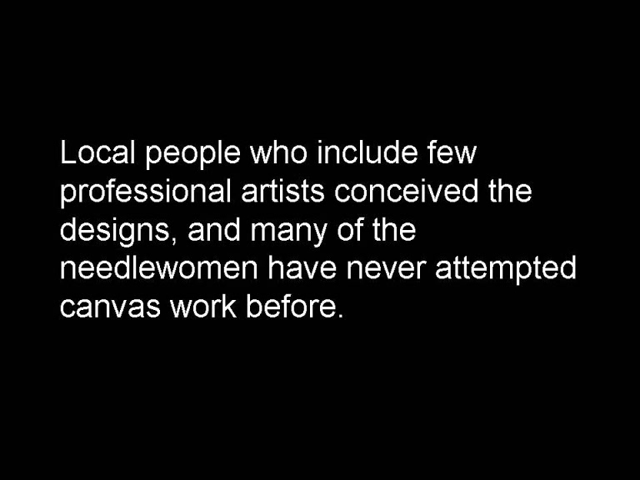 Local people who include few
professional artists conceived the
designs, and many of the
needlewomen have never attempted
canvas work before.